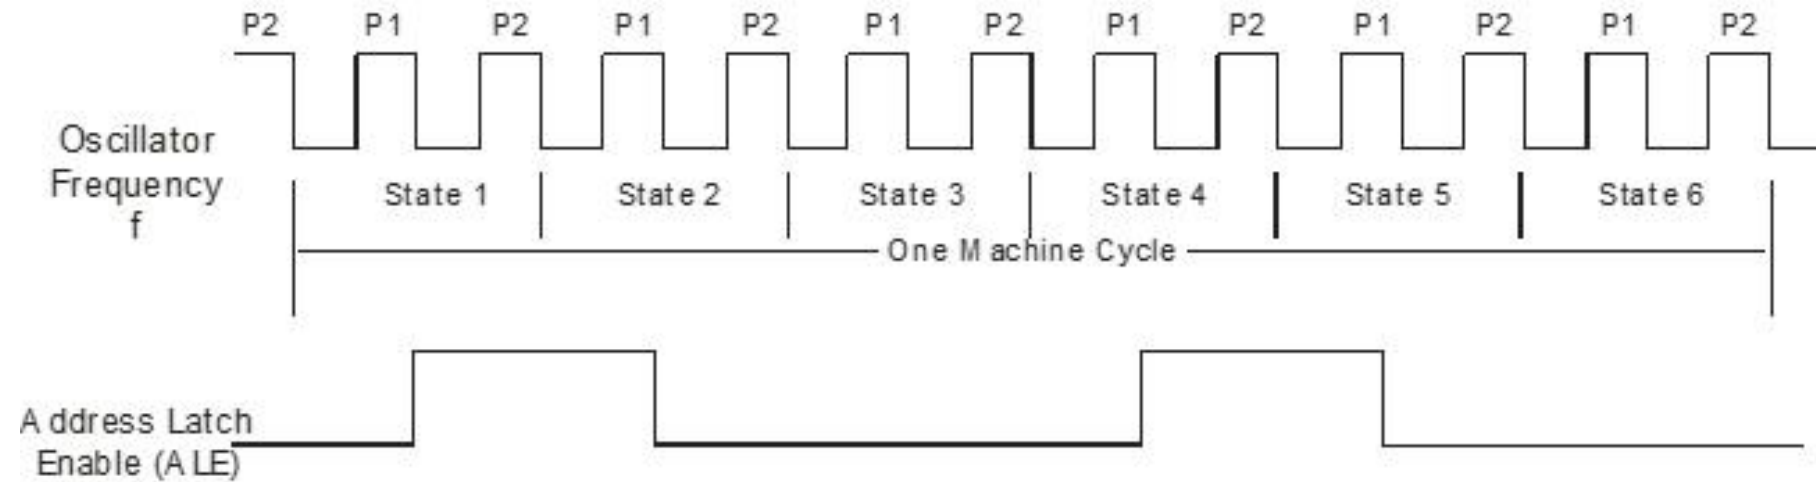 P2 P1 P2 P1 P2 P1 P2 P1 P2 P1 P2 P1 P2
Oscillator
Frequency
f
State 1 State 2 State 3 State 4 State 5 State 6
One Machine Cycle
Address Latch
Enable (ALE)